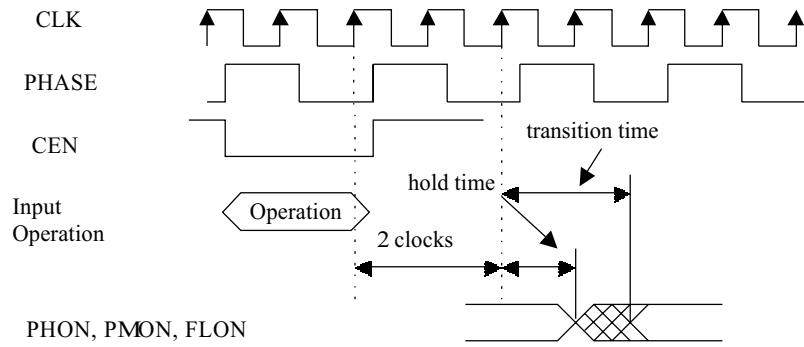 CLK
PHASE
transition time
CEN
hold time
Input
Operation
Operation
2 clocks
PHON, PMON, FLON